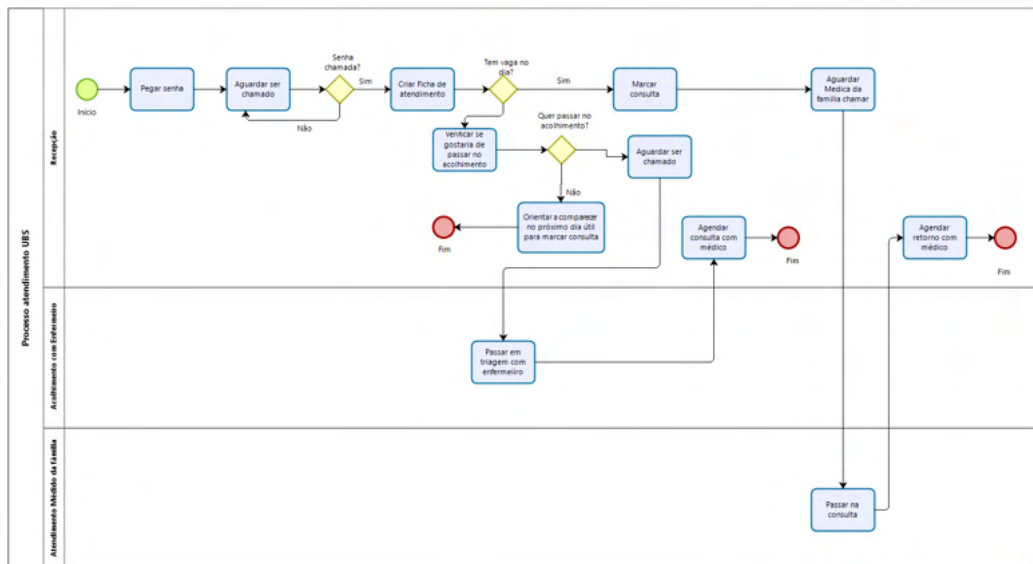 Processo atendimento UBS
Recepção
Início
Pegar senha
Aguardar ser
chamado
Senha
chamada?
Sim
Não
Criar Ficha de
atendimento
Tem vaga no
dia?
Sim
Marcar
consulta
Aguardar
Medica da
familia chamar
Verificar se
gostaria de
passar no
acolhimento
Quer passar no
acolhimento?
Aguardar ser
chamado
Não
Orientar a comparecer
no próximo dia útil
para marcar consulta
Fim
Agendar
consulta com
médico
Fim
Agendar
retorno com
médico
Fim
Acolhimento com Enfermeiro
Passar em
triagem com
enfermeiiro
Atendimento Médido da família
Passar na
consulta